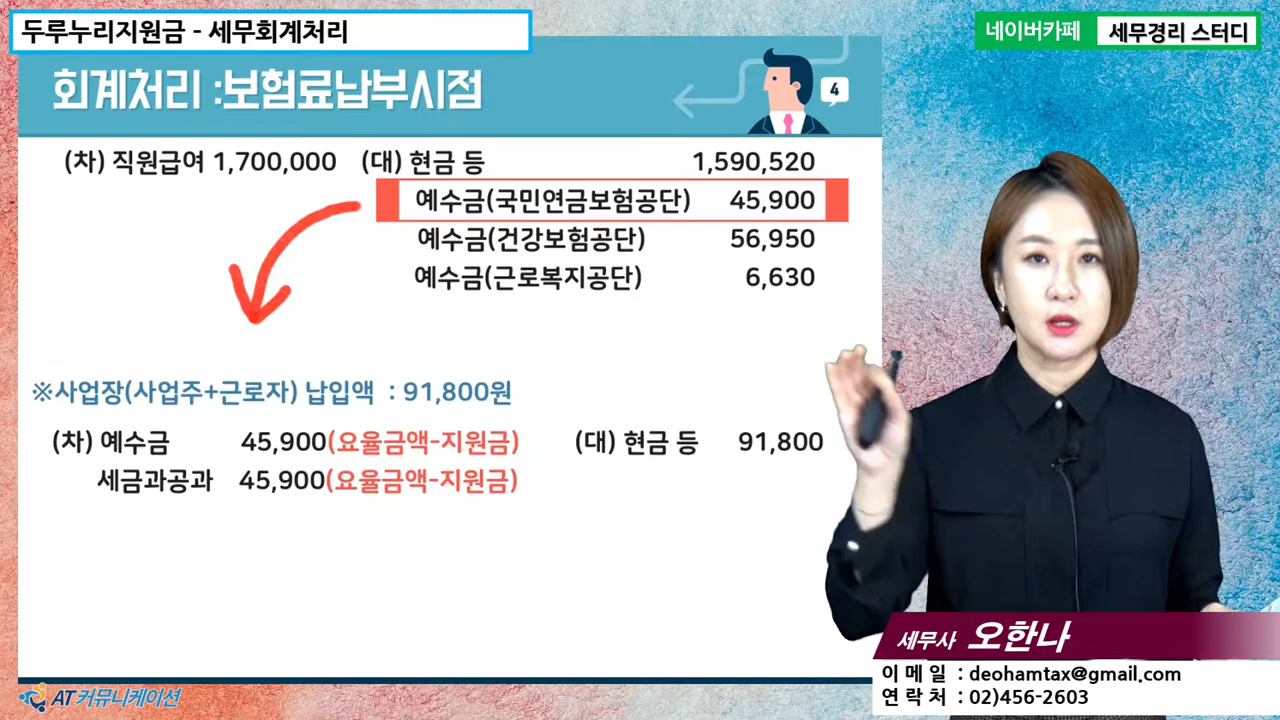 두루누리지원금 - 세무회계처리
네이버카페 세무경리 스터디
회계처리 :보험료납부시점
4
(차) 직원급여 1,700,000 (대) 현금 등 1,590,520
예수금(국민연금보험공단) 45,900
예수금(건강보험공단) 56,950
예수금(근로복지공단) 6,630
※사업장(사업주+근로자) 납입액 : 91,800원
(차) 예수금 45,900(요율금액-지원금) (대) 현금 등 91,800
세금과공과 45,900(요율금액-지원금)
세무사 오한나
이 메 일 : deohamtax@gmail.com
연 락 처 : 02)456-2603
AT커뮤니케이션